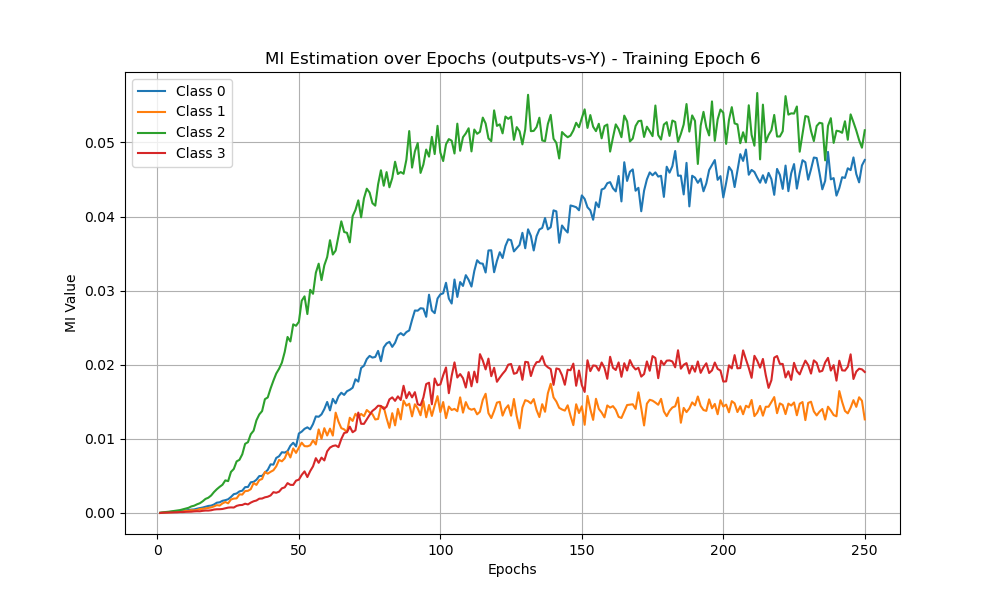 MI Estimation over Epochs (outputs-vs-Y) - Training Epoch 6
Class 0
Class 1
Class 2
Class 3
MI Value
0.05
0.04
0.03
0.02
0.01
0.00
0 50 100 150 200 250
Epochs